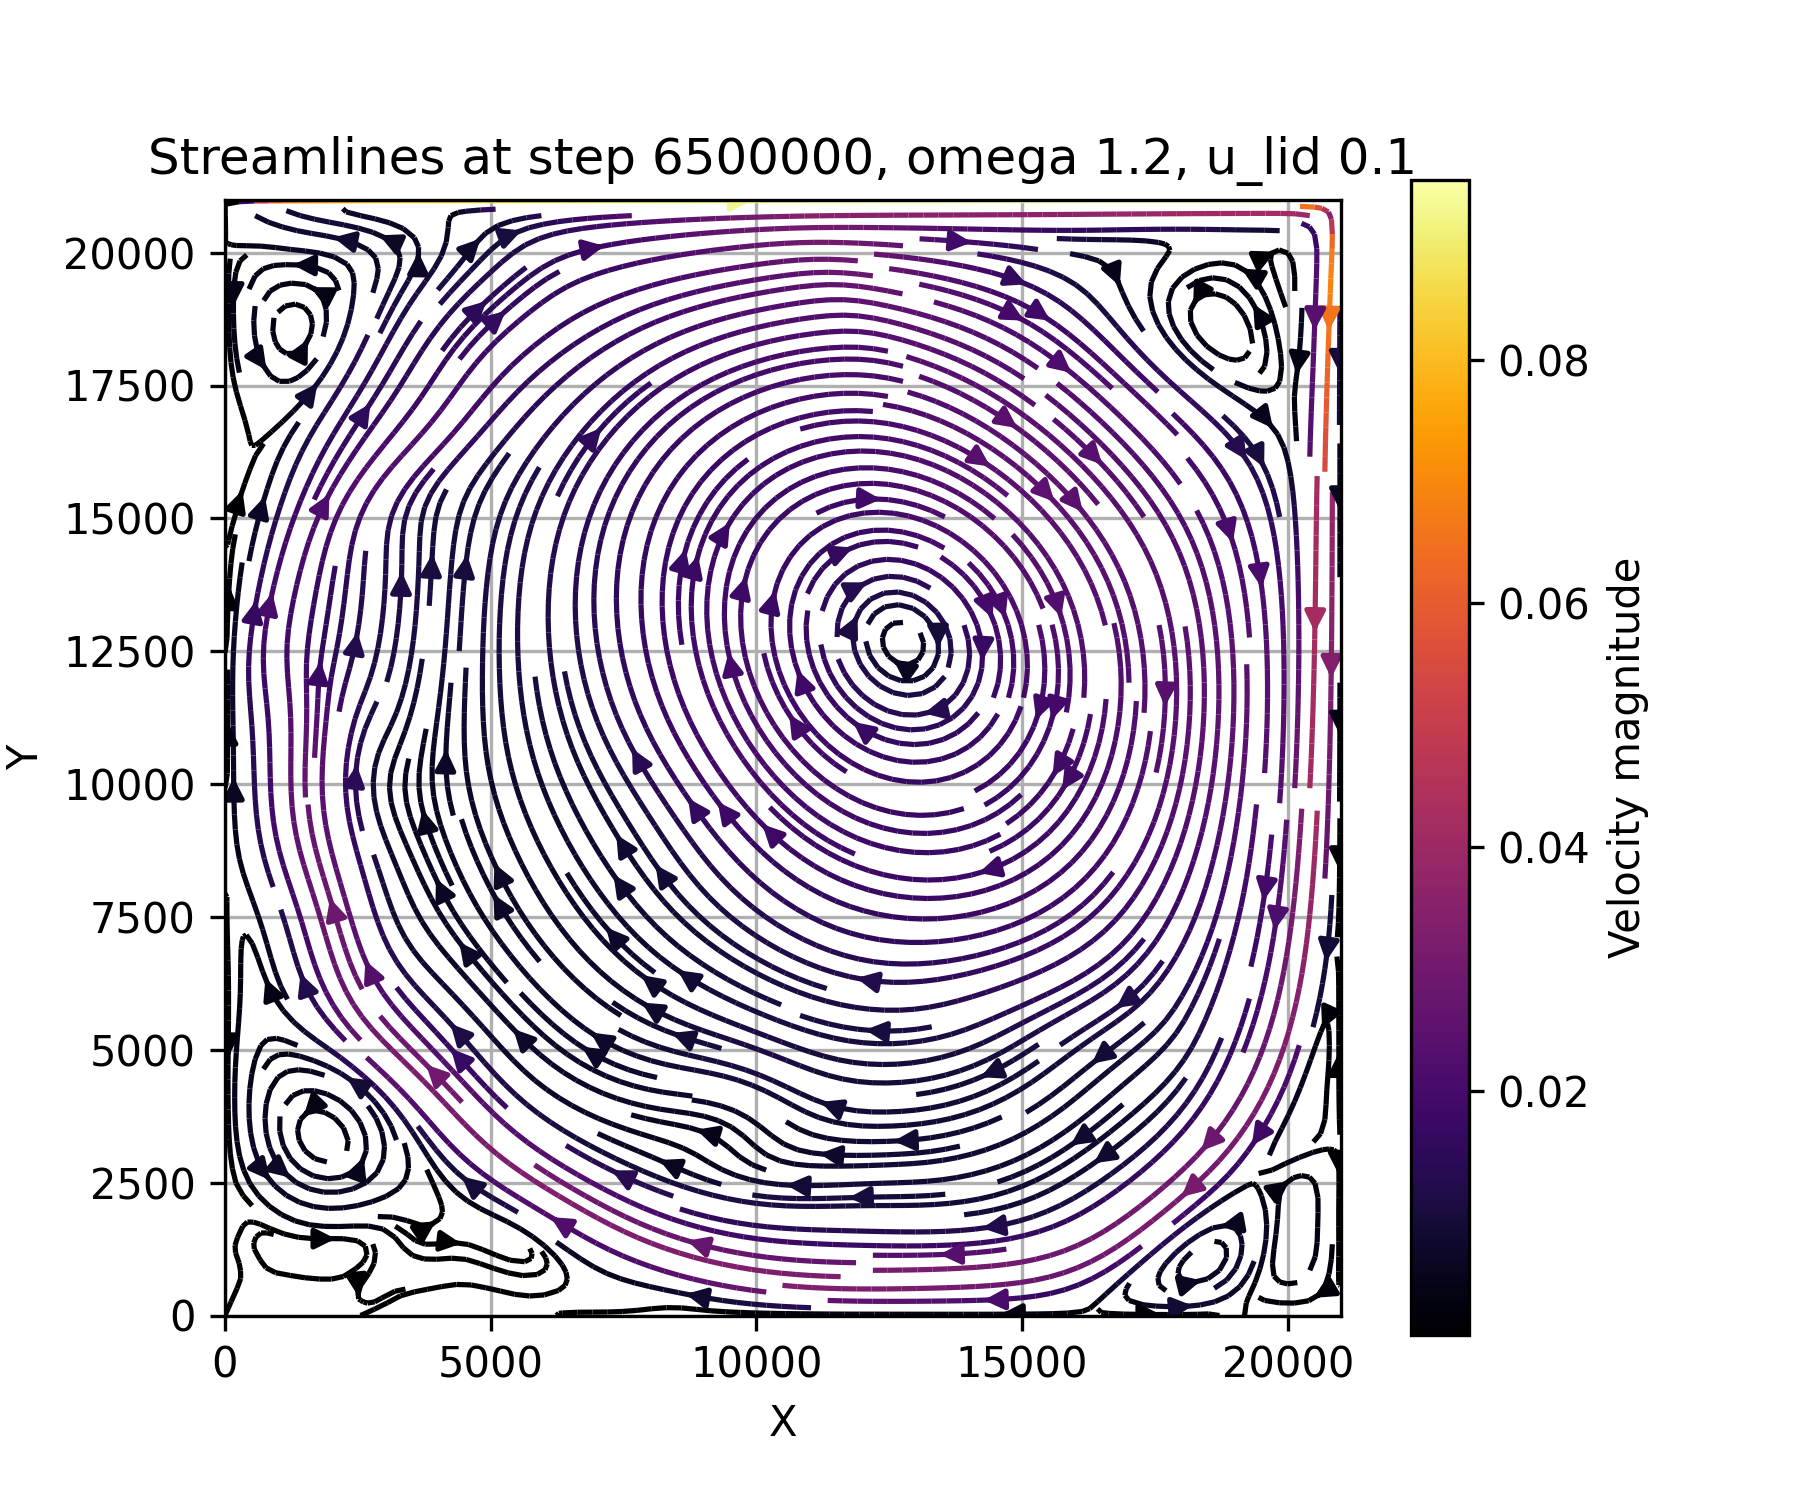 Streamlines at step 6500000, omega 1.2, u_lid 0.1
20000
17500
15000
12500
10000
7500
5000
2500
0
Y
0 5000 10000 15000 20000
X
0.08
0.06
0.04
0.02
Velocity magnitude